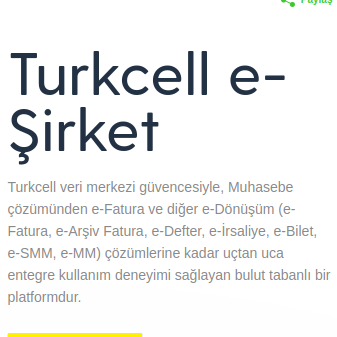 Paylaş
Turkcell e-
Şirket
Turkcell veri merkezi güvencesiyle, Muhasebe
çözümünden e-Fatura ve diğer e-Dönüşüm (e-
Fatura, e-Arşiv Fatura, e-Defter, e-İrsaliye, e-Bilet,
e-SMM, e-MM) çözümlerine kadar uçtan uca
entegre kullanım deneyimi sağlayan bulut tabanlı bir
platformdur.